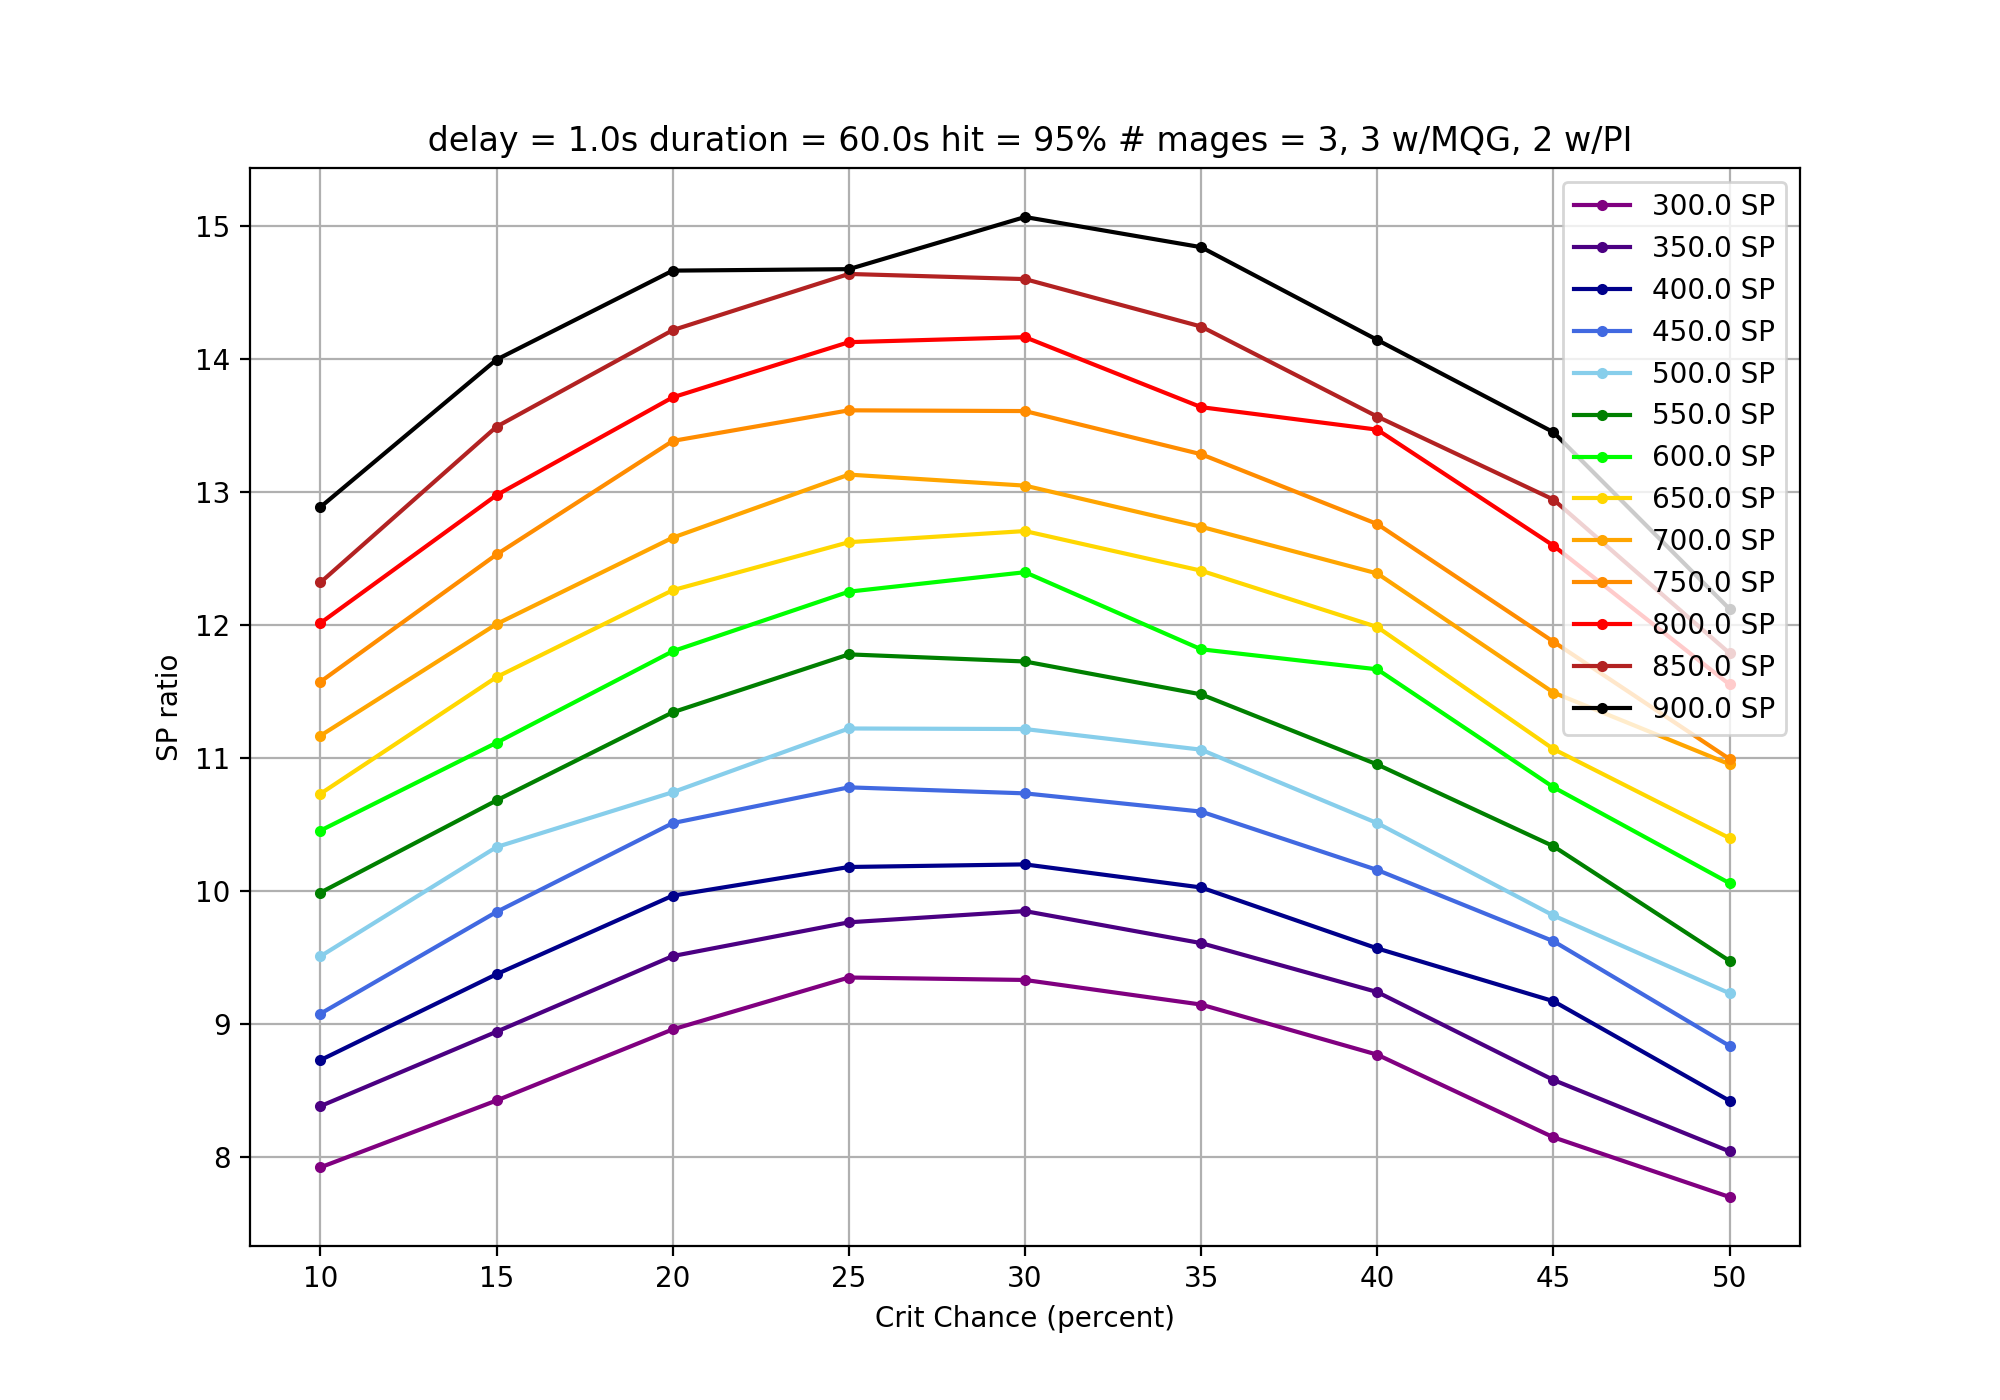 delay = 1.0s duration = 60.0s hit = 95% # mages = 3, 3 w/MQG, 2 w/PI
SP ratio
15
14
13
12
11
10
9
8
300.0 SP
350.0 SP
400.0 SP
450.0 SP
500.0 SP
550.0 SP
600.0 SP
650.0 SP
700.0 SP
750.0 SP
800.0 SP
850.0 SP
900.0 SP
10 15 20 25 30 35 40 45 50
Crit Chance (percent)